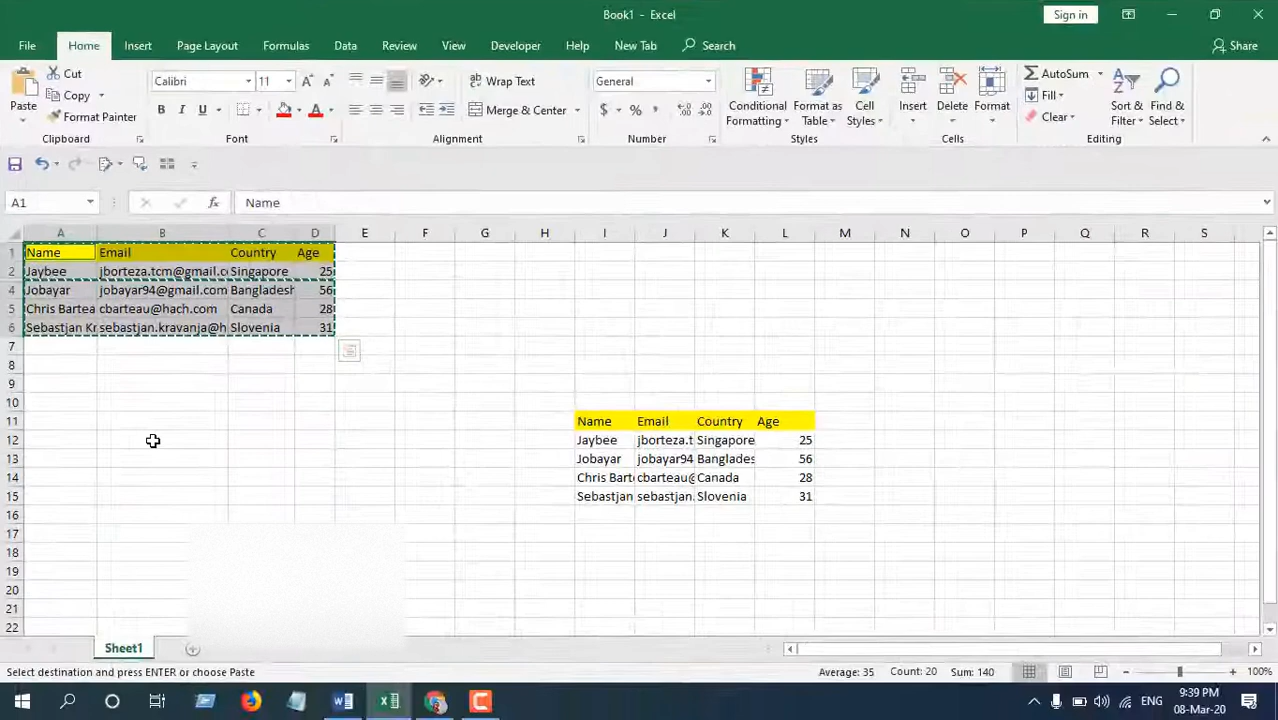 Book1 - Excel
Sign in
File Home Insert Page Layout Formulas Data Review View Developer Help New Tab Search Share
Cut
Copy
Format Painter
Paste
Clipboard
Calibri 11
B I U
Font
Wrap Text
Merge & Center
Alignment
General
$ % ,
Number
Conditional Formatting
Format as Table
Cell Styles
Styles
Insert
Delete
Format
Cells
AutoSum
Fill
Clear
Sort & Filter
Find & Select
Editing
A1 fx Name
A B C D E F G H I J K L M N O P Q R S
1 Name Email Country Age
2 Jaybee jborteza.tcm@gmail.cc Singapore 25
4 Jobayar jobayar94@gmail.com Bangladesh 56
5 Chris Bartea cbarteau@hach.com Canada 28
6 Sebastjan Kr sebastjan.kravanja@h Slovenia 31
7
8
9
10
11 Name Email Country Age
12 Jaybee jborteza.t Singapore 25
13 Jobayar jobayar94 Banglades 56
14 Chris Bart cbarteau@ Canada 28
15 Sebastjan sebastjan. Slovenia 31
16
17
18
19
20
21
22
Sheet1
Select destination and press ENTER or choose Paste Average: 35 Count: 20 Sum: 140 100%
ENG 9:39 PM
08-Mar-20